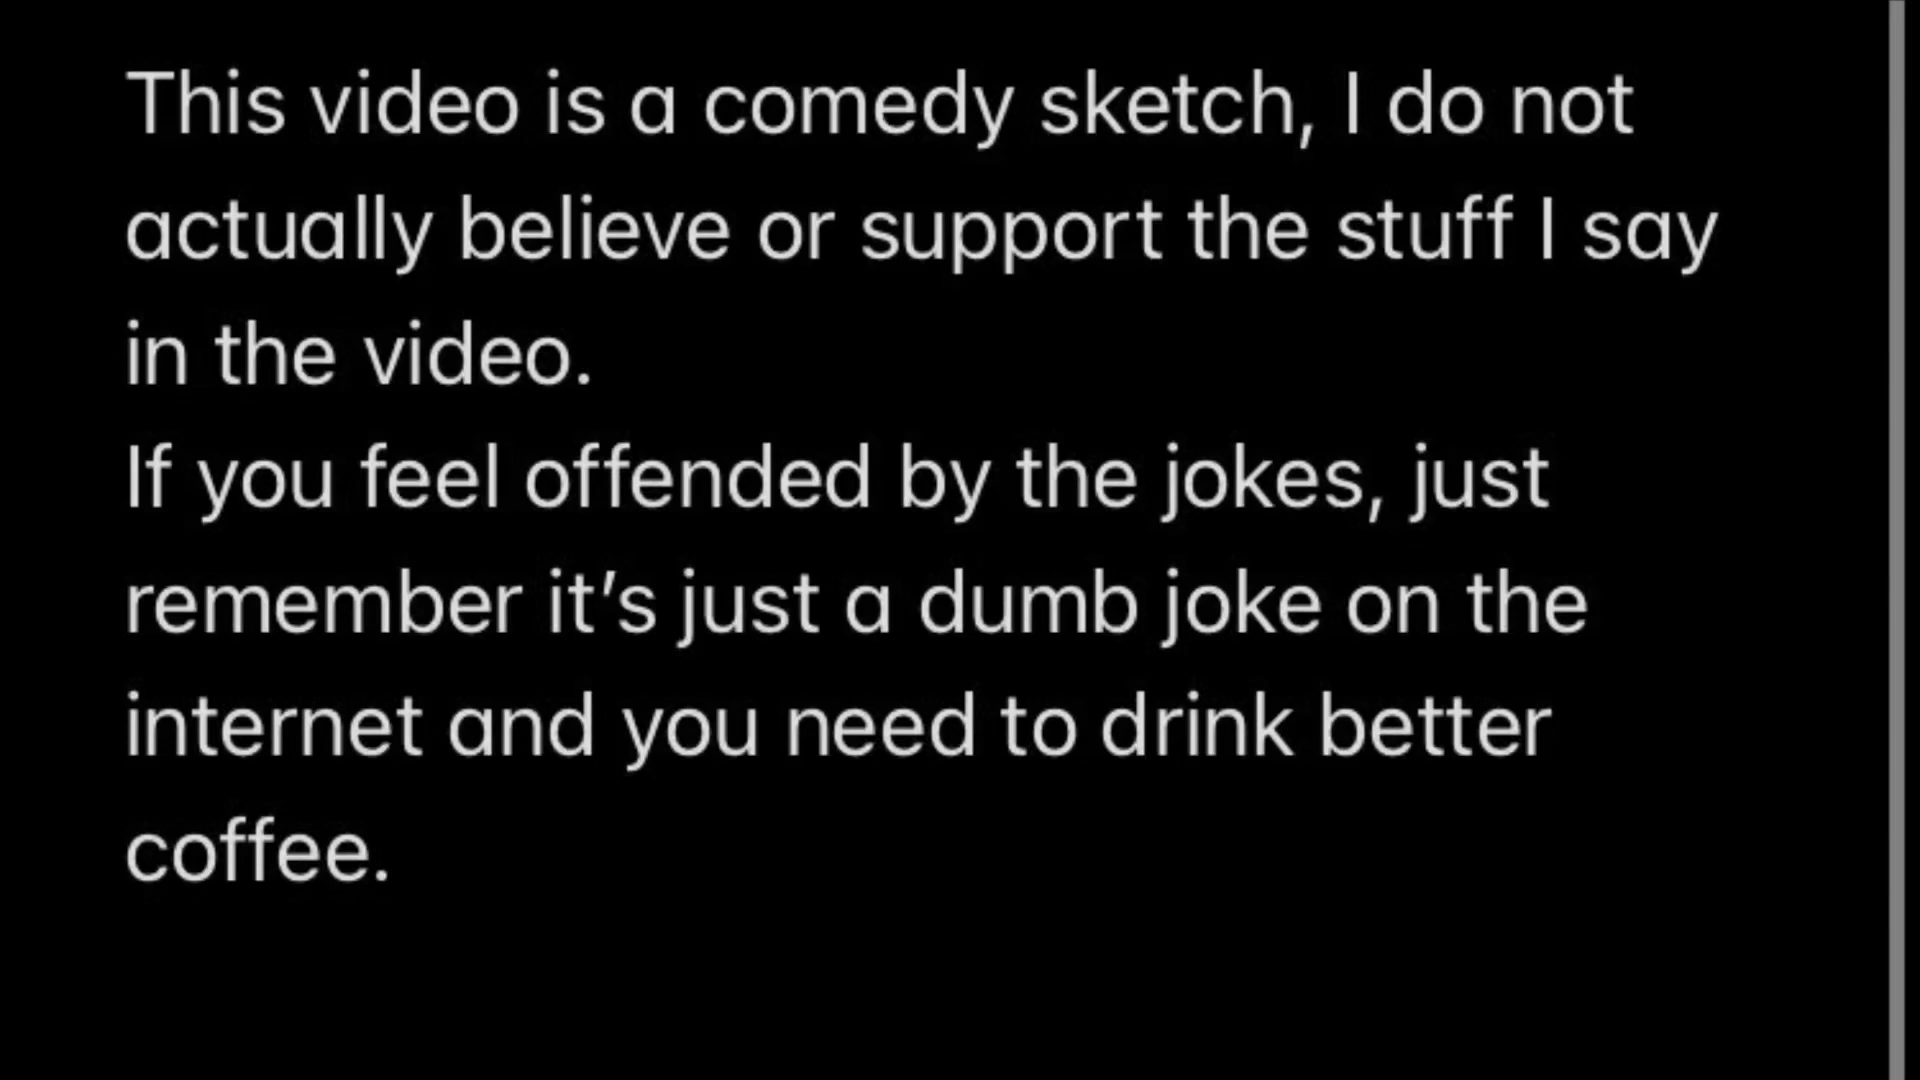 This video is a comedy sketch, I do not
actually believe or support the stuff I say
in the video.
If you feel offended by the jokes, just
remember it’s just a dumb joke on the
internet and you need to drink better
coffee.